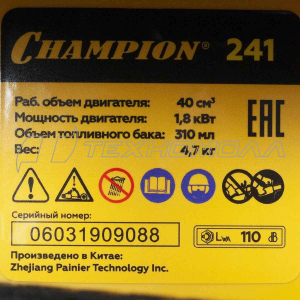 CHAMPION® 241
Раб. объем двигателя: 40 см³
Мощность двигателя: 1,8 кВт
Объем топливного бака: 310 мл
Вес: 4,7 кг
ЕАС
Серийный номер:
06031909088
LWA 110 dB
Произведено в Китае:
Zhejiang Painier Technology Inc.